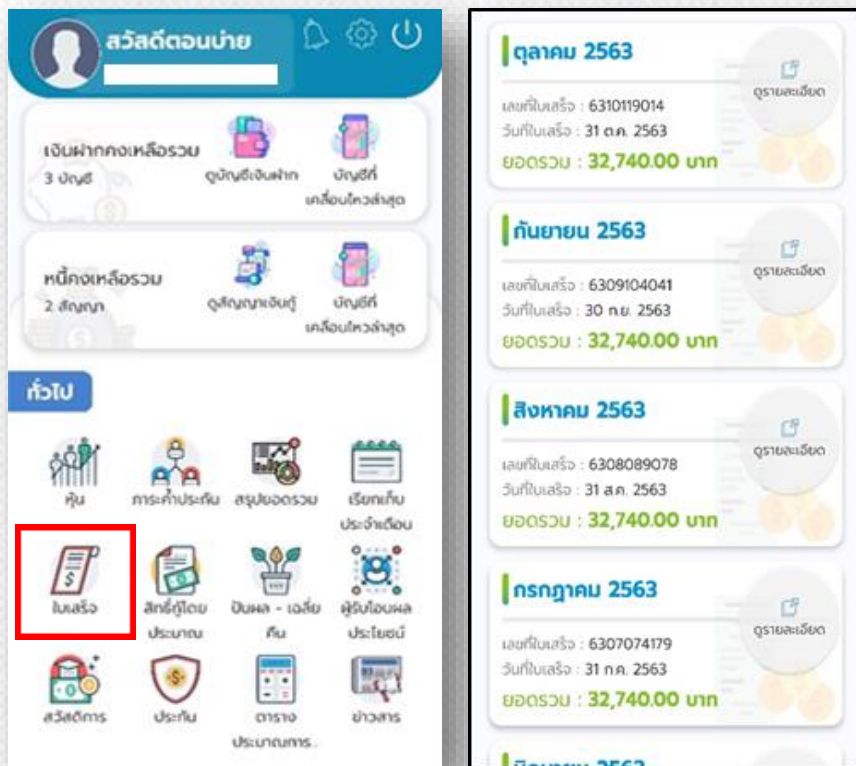 สวัสดีตอนบ่าย
เงินฝากคงเหลือรวม
3 บัญชี
ดูบัญชีเงินฝาก
บัญชีที่
เคลื่อนไหวล่าสุด
หนี้คงเหลือรวม
2 สัญญา
ดูสัญญาเงินกู้
บัญชีที่
เคลื่อนไหวล่าสุด
ทั่วไป
หุ้น
ภาระค้ำประกัน
สรุปยอดรวม
เรียกเก็บ
ประจำเดือน
ใบเสร็จ
สิทธิ์กู้โดย
ประมาณ
ปันผล - เฉลี่ย
คืน
ผู้รับโอนผล
ประโยชน์
สวัสดิการ
ประกัน
ตาราง
ประมาณการ..
ข่าวสาร
ตุลาคม 2563
ดูรายละเอียด
เลขที่ใบเสร็จ : 6310119014
วันที่ใบเสร็จ : 31 ต.ค. 2563
ยอดรวม : 32,740.00 บาท
กันยายน 2563
ดูรายละเอียด
เลขที่ใบเสร็จ : 6309104041
วันที่ใบเสร็จ : 30 ก.ย. 2563
ยอดรวม : 32,740.00 บาท
สิงหาคม 2563
ดูรายละเอียด
เลขที่ใบเสร็จ : 6308089078
วันที่ใบเสร็จ : 31 ส.ค. 2563
ยอดรวม : 32,740.00 บาท
กรกฎาคม 2563
ดูรายละเอียด
เลขที่ใบเสร็จ : 6307074179
วันที่ใบเสร็จ : 31 ก.ค. 2563
ยอดรวม : 32,740.00 บาท
มิถุนายน 2563